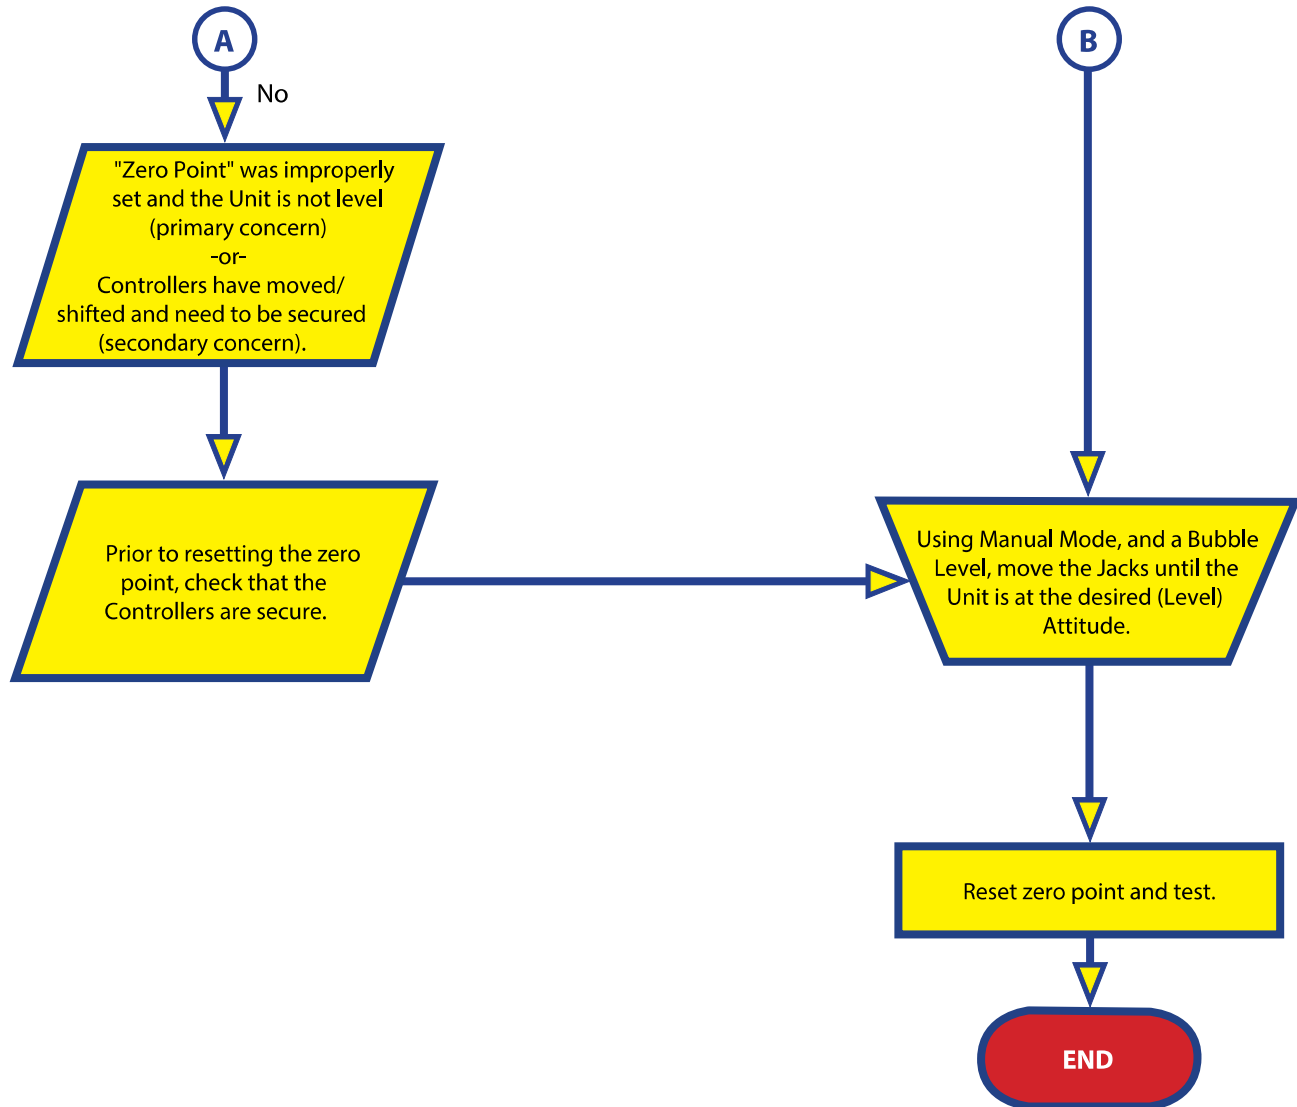 A
No
"Zero Point" was improperly
set and the Unit is not level
(primary concern)
-or-
Controllers have moved/
shifted and need to be secured
(secondary concern).
Prior to resetting the zero
point, check that the
Controllers are secure.
B
Using Manual Mode, and a Bubble
Level, move the Jacks until the
Unit is at the desired (Level)
Attitude.
Reset zero point and test.
END